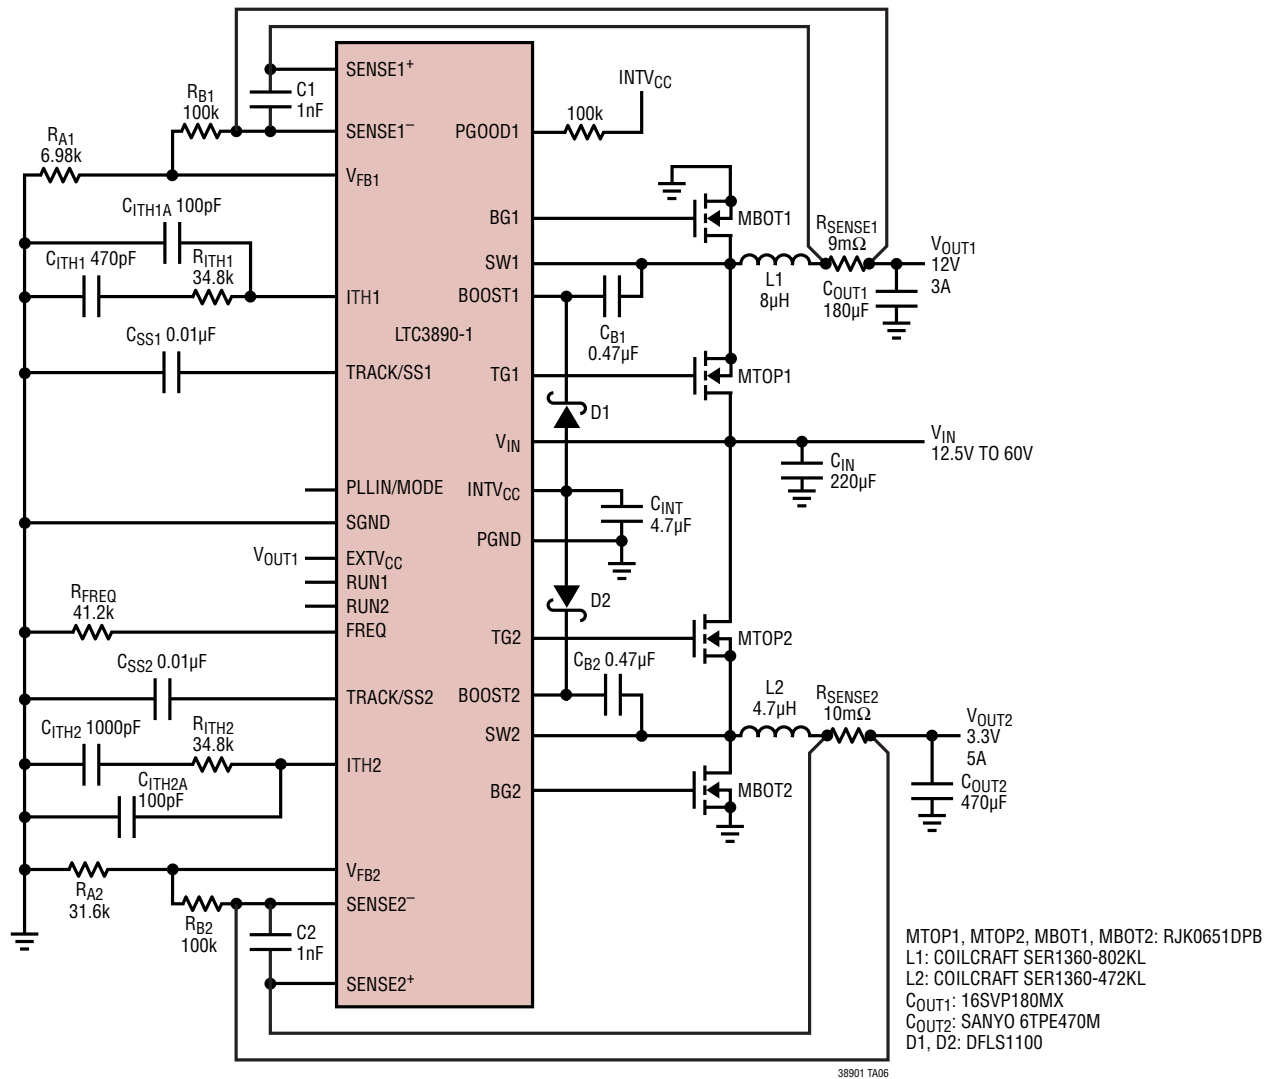 SENSE1+
C1
1nF
RB1
100k
SENSE1–
RA1
6.98k
VFB1
CITH1A 100pF
CITH1 470pF
RITH1
34.8k
ITH1
CSS1 0.01µF
TRACK/SS1
LTC3890-1
PLLIN/MODE
SGND
VOUT1
EXTVCC
RUN1
RUN2
RFREQ
41.2k
FREQ
CSS2 0.01µF
TRACK/SS2
CITH2 1000pF
RITH2
34.8k
ITH2
CITH2A
100pF
VFB2
RA2
31.6k
RB2
100k
SENSE2–
C2
1nF
SENSE2+
INTVCC
100k
PGOOD1
BG1
MBOT1
SW1
BOOST1
CB1
0.47µF
L1
8µH
RSENSE1
9mΩ
VOUT1
12V
3A
COUT1
180µF
TG1
MTOP1
D1
VIN
VIN
12.5V TO 60V
CIN
220µF
INTVCC
CINT
4.7µF
PGND
D2
TG2
MTOP2
CB2 0.47µF
BOOST2
SW2
L2
4.7µH
RSENSE2
10mΩ
VOUT2
3.3V
5A
COUT2
470µF
BG2
MBOT2
MTOP1, MTOP2, MBOT1, MBOT2: RJK0651DPB
L1: COILCRAFT SER1360-802KL
L2: COILCRAFT SER1360-472KL
COUT1: 16SVP180MX
COUT2: SANYO 6TPE470M
D1, D2: DFLS1100
38901 TA06